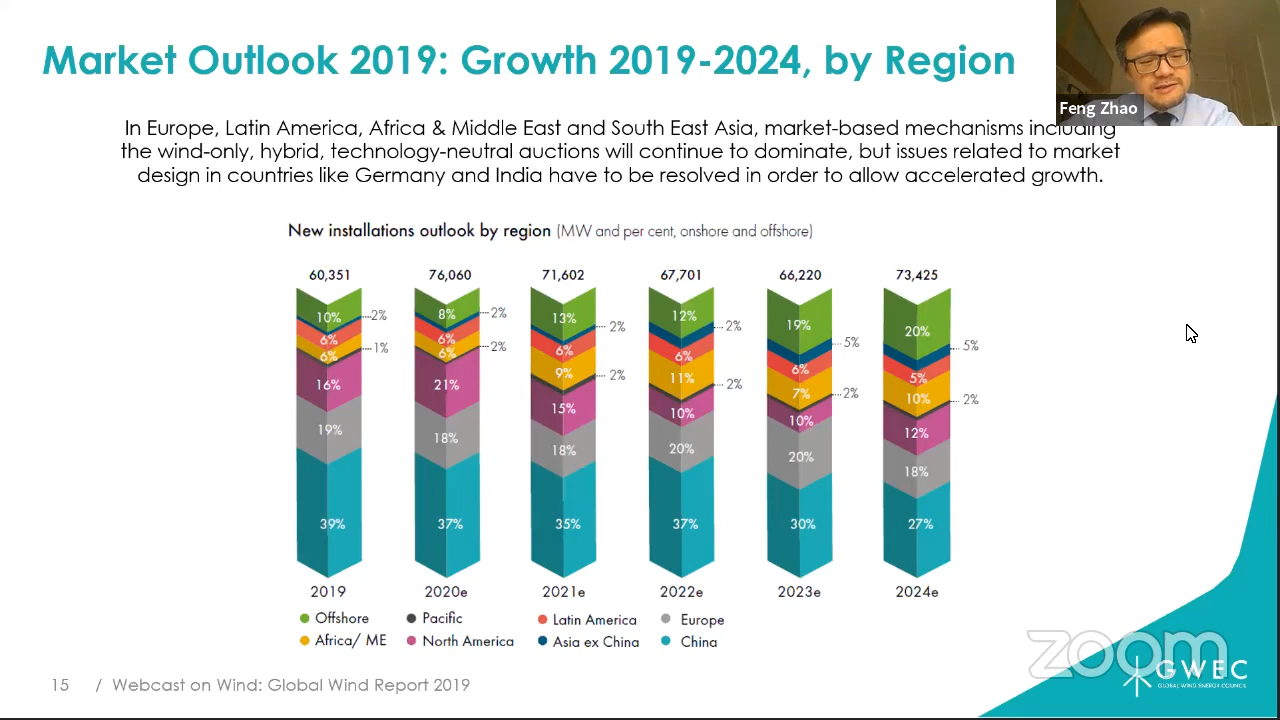 Market Outlook 2019: Growth 2019-2024, by Region
Feng Zhao
In Europe, Latin America, Africa & Middle East and South East Asia, market-based mechanisms including
the wind-only, hybrid, technology-neutral auctions will continue to dominate, but issues related to market
design in countries like Germany and India have to be resolved in order to allow accelerated growth.
New installations outlook by region (MW and per cent, onshore and offshore)
60,351 76,060 71,602 67,701 66,220 73,425
10% 2% 6% 6% 1% 16% 19% 39%
8% 2% 6% 6% 2% 21% 18% 37%
13% 2% 6% 9% 2% 15% 18% 35%
12% 2% 6% 11% 2% 10% 20% 37%
19% 5% 6% 7% 2% 10% 20% 30%
20% 5% 5% 10% 2% 12% 18% 27%
2019 2020e 2021e 2022e 2023e 2024e
Offshore Pacific Latin America Europe
Africa/ ME North America Asia ex China China
15 / Webcast on Wind: Global Wind Report 2019
zoom
GWEC
GLOBAL WIND ENERGY COUNCIL